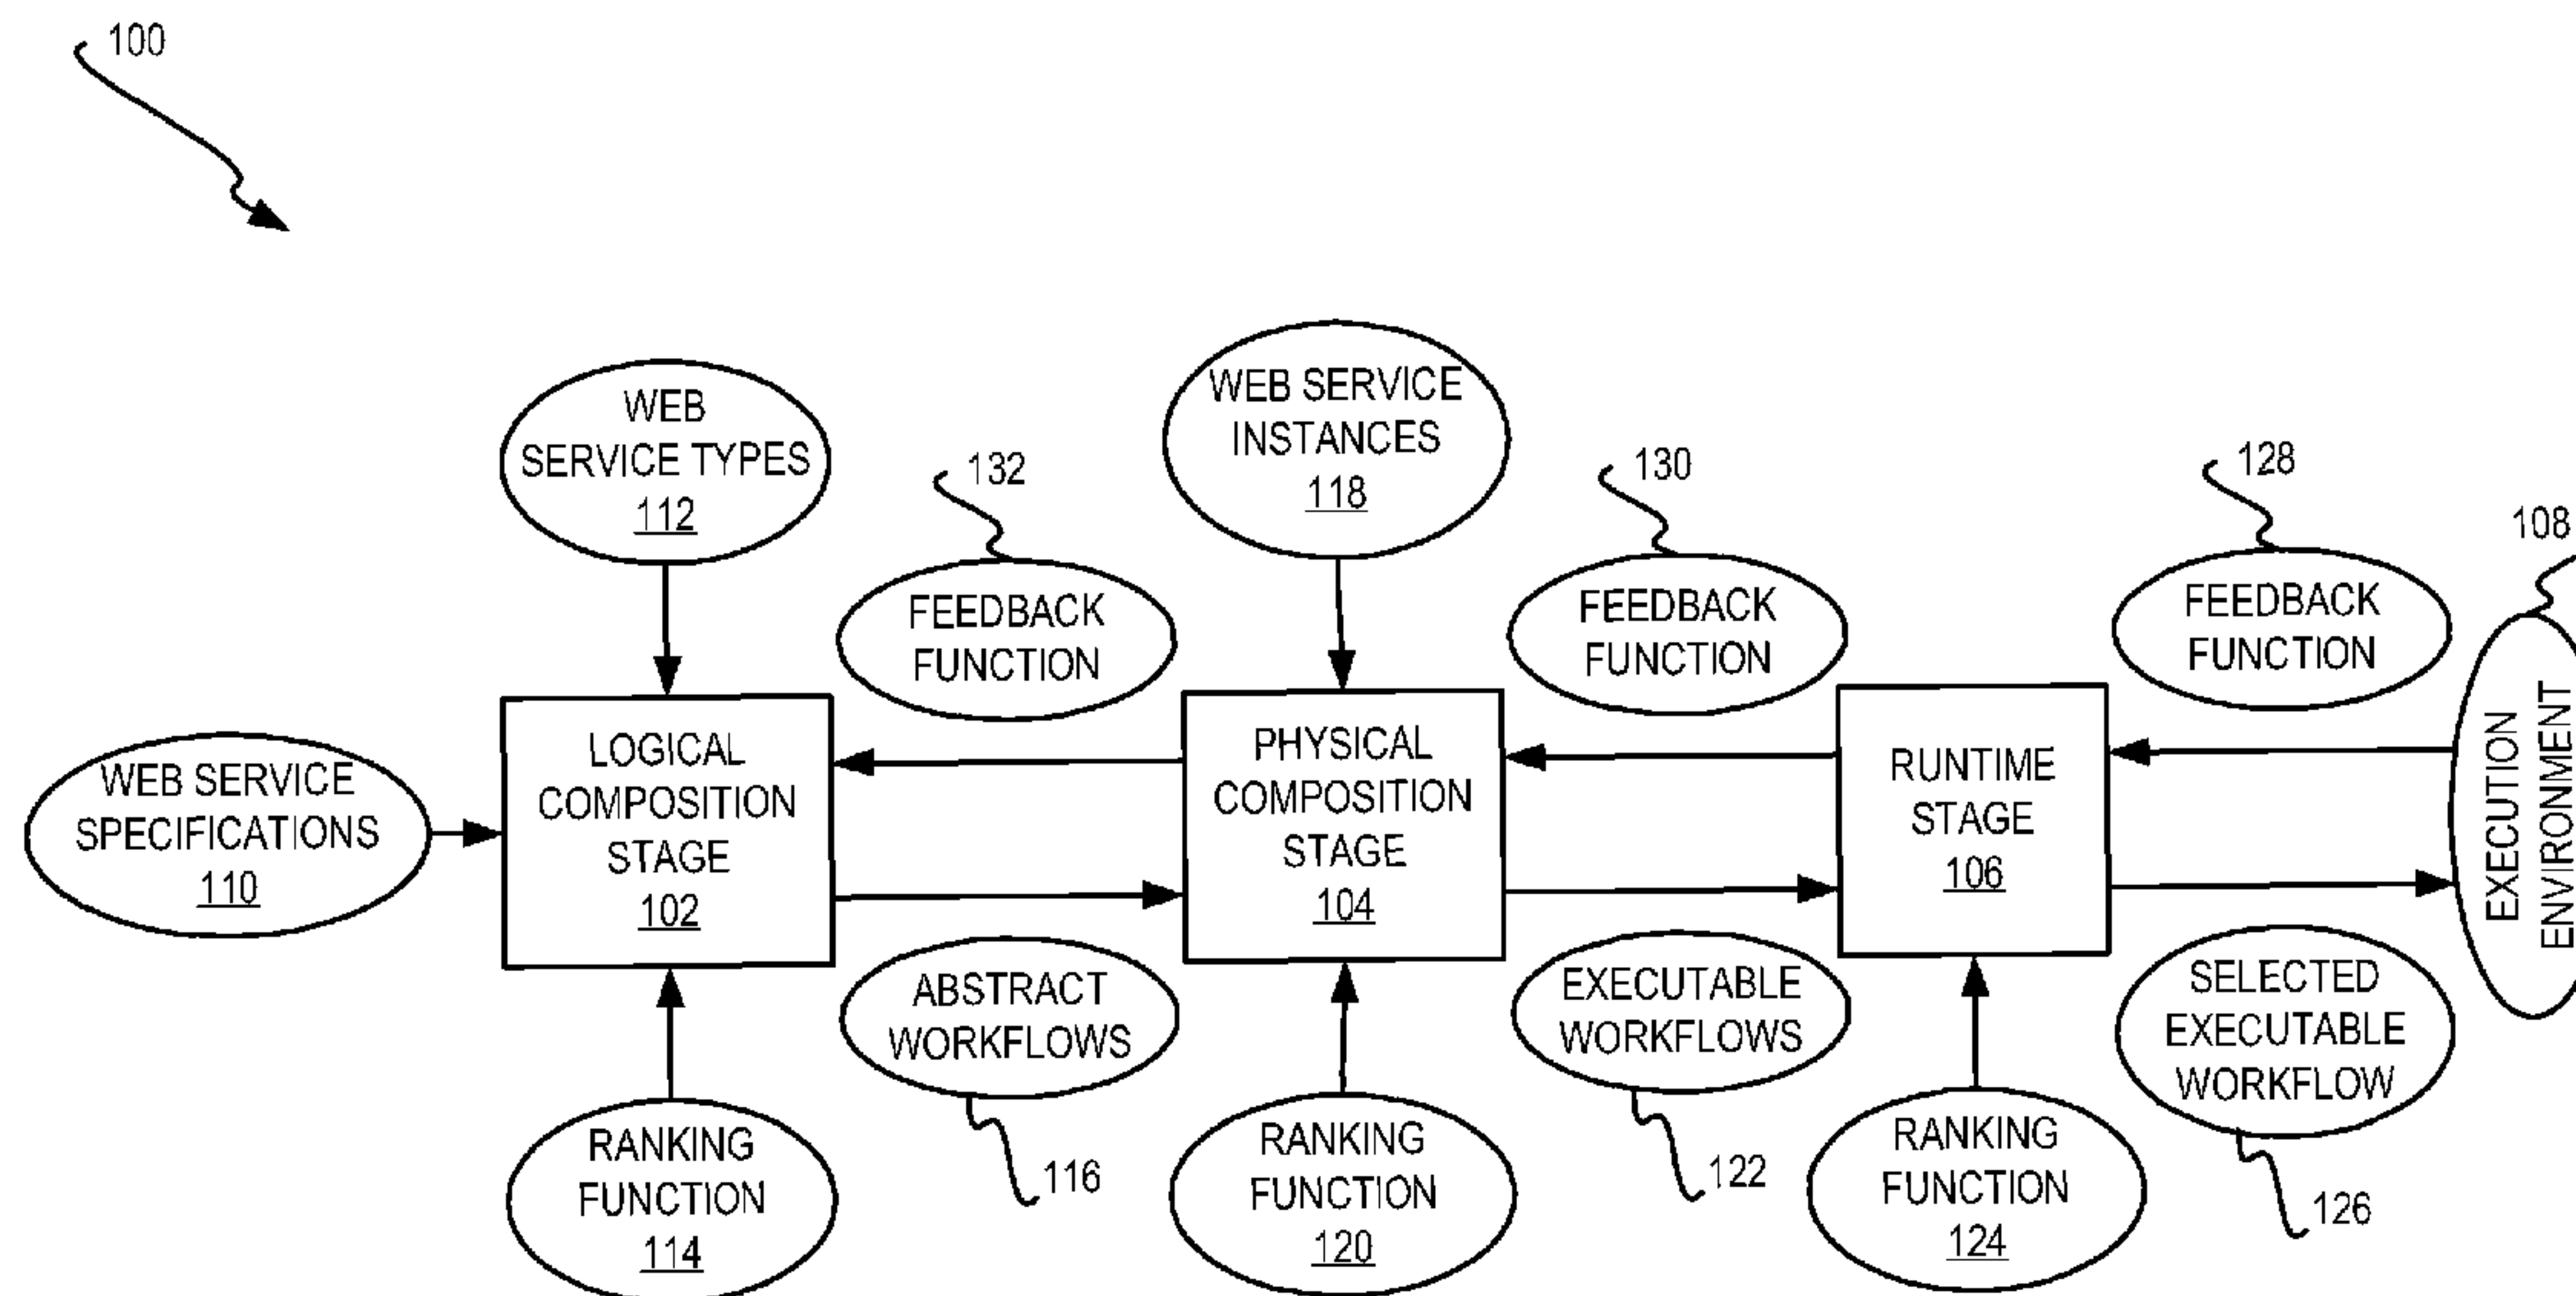 100
WEB
SERVICE TYPES
112
WEB SERVICE
INSTANCES
118
132
130
128
108
FEEDBACK
FUNCTION
FEEDBACK
FUNCTION
FEEDBACK
FUNCTION
WEB SERVICE
SPECIFICATIONS
110
LOGICAL
COMPOSITION
STAGE
102
PHYSICAL
COMPOSITION
STAGE
104
RUNTIME
STAGE
106
EXECUTION
ENVIRONMENT
ABSTRACT
WORKFLOWS
116
EXECUTABLE
WORKFLOWS
122
SELECTED
EXECUTABLE
WORKFLOW
126
RANKING
FUNCTION
114
RANKING
FUNCTION
120
RANKING
FUNCTION
124